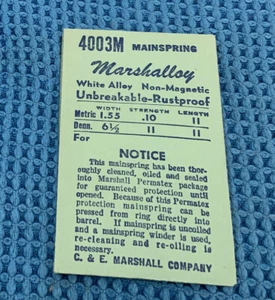 4003M MAINSPRING
Marshalloy
White Alloy Non-Magnetic
Unbreakable-Rustproof
WIDTH STRENGTH LENGTH
Metric 1.55 .10 11
Denn. 6½ 11 11
For
NOTICE
This mainspring has been thor-
oughly cleaned, oiled and sealed
into Marshall Permatex package
for guaranteed protection until
opened. Because of this Permatex
protection mainspring can be
pressed from ring directly into
barrel. If mainspring is uncoiled
and a mainspring winder is used,
re-cleaning and re-oiling is
necessary.
C. & E. MARSHALL COMPANY